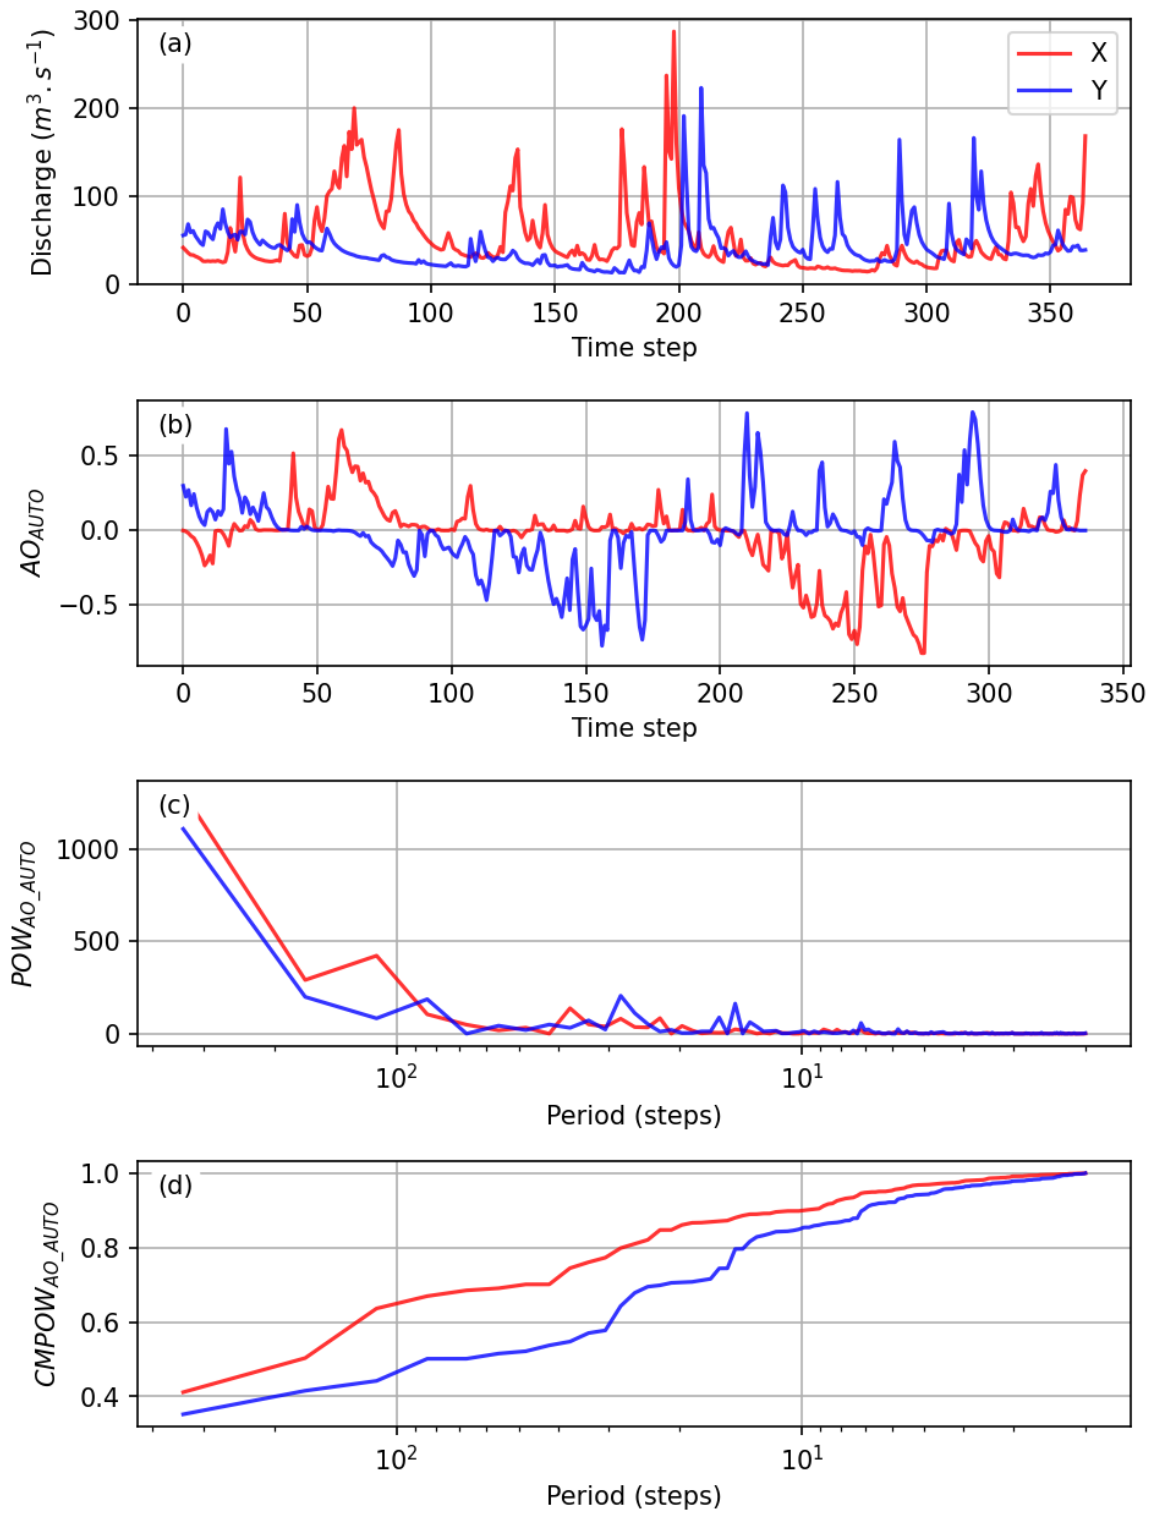 (a)
X
Y
Discharge (m³.s⁻¹)
300
200
100
0
0 50 100 150 200 250 300 350
Time step
(b)
AO_AUTO
0.5
0.0
−0.5
0 50 100 150 200 250 300 350
Time step
(c)
POW_AO_AUTO
1000
500
0
10² 10¹
Period (steps)
(d)
CMPOW_AO_AUTO
1.0
0.8
0.6
0.4
10² 10¹
Period (steps)